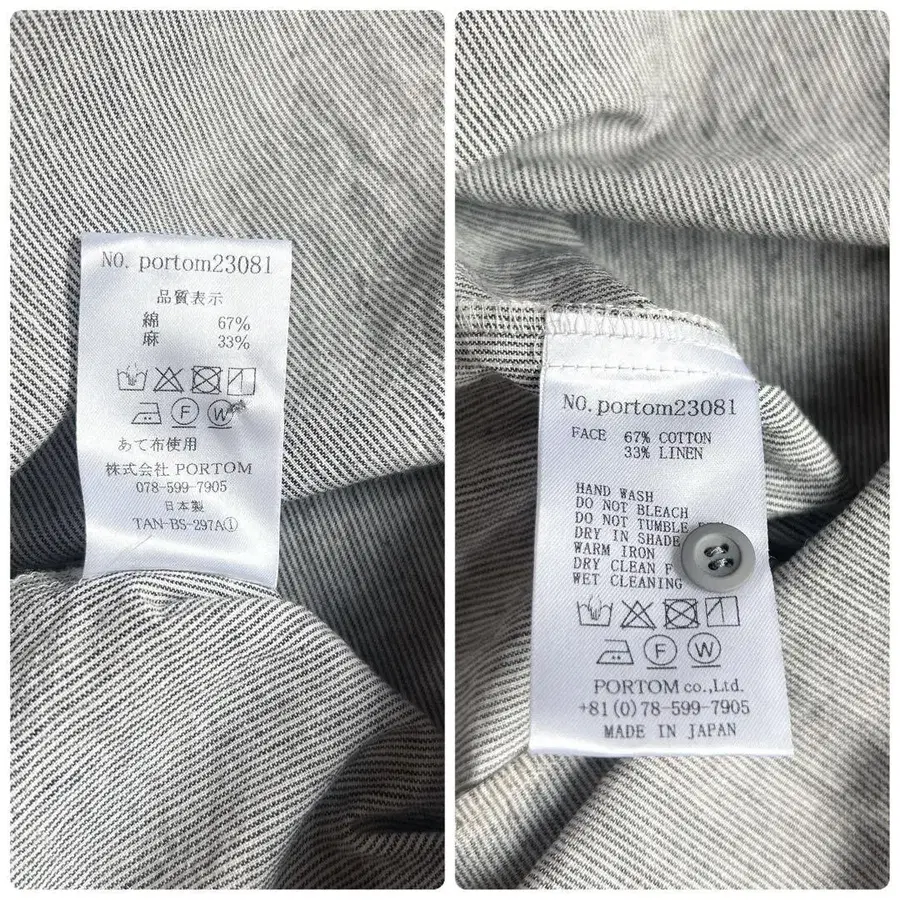 NO. portom23081
品質表示
綿 67%
麻 33%
F W
あて布使用
株式会社 PORTOM
078-599-7905
日本製
TAN-BS-297A①
NO. portom23081
FACE 67% COTTON
33% LINEN
HAND WASH
DO NOT BLEACH
DO NOT TUMBLE
DRY IN SHADE
WARM IRON
DRY CLEAN
WET CLEANING
F W
PORTOM co.,Ltd.
+81(0)78-599-7905
MADE IN JAPAN